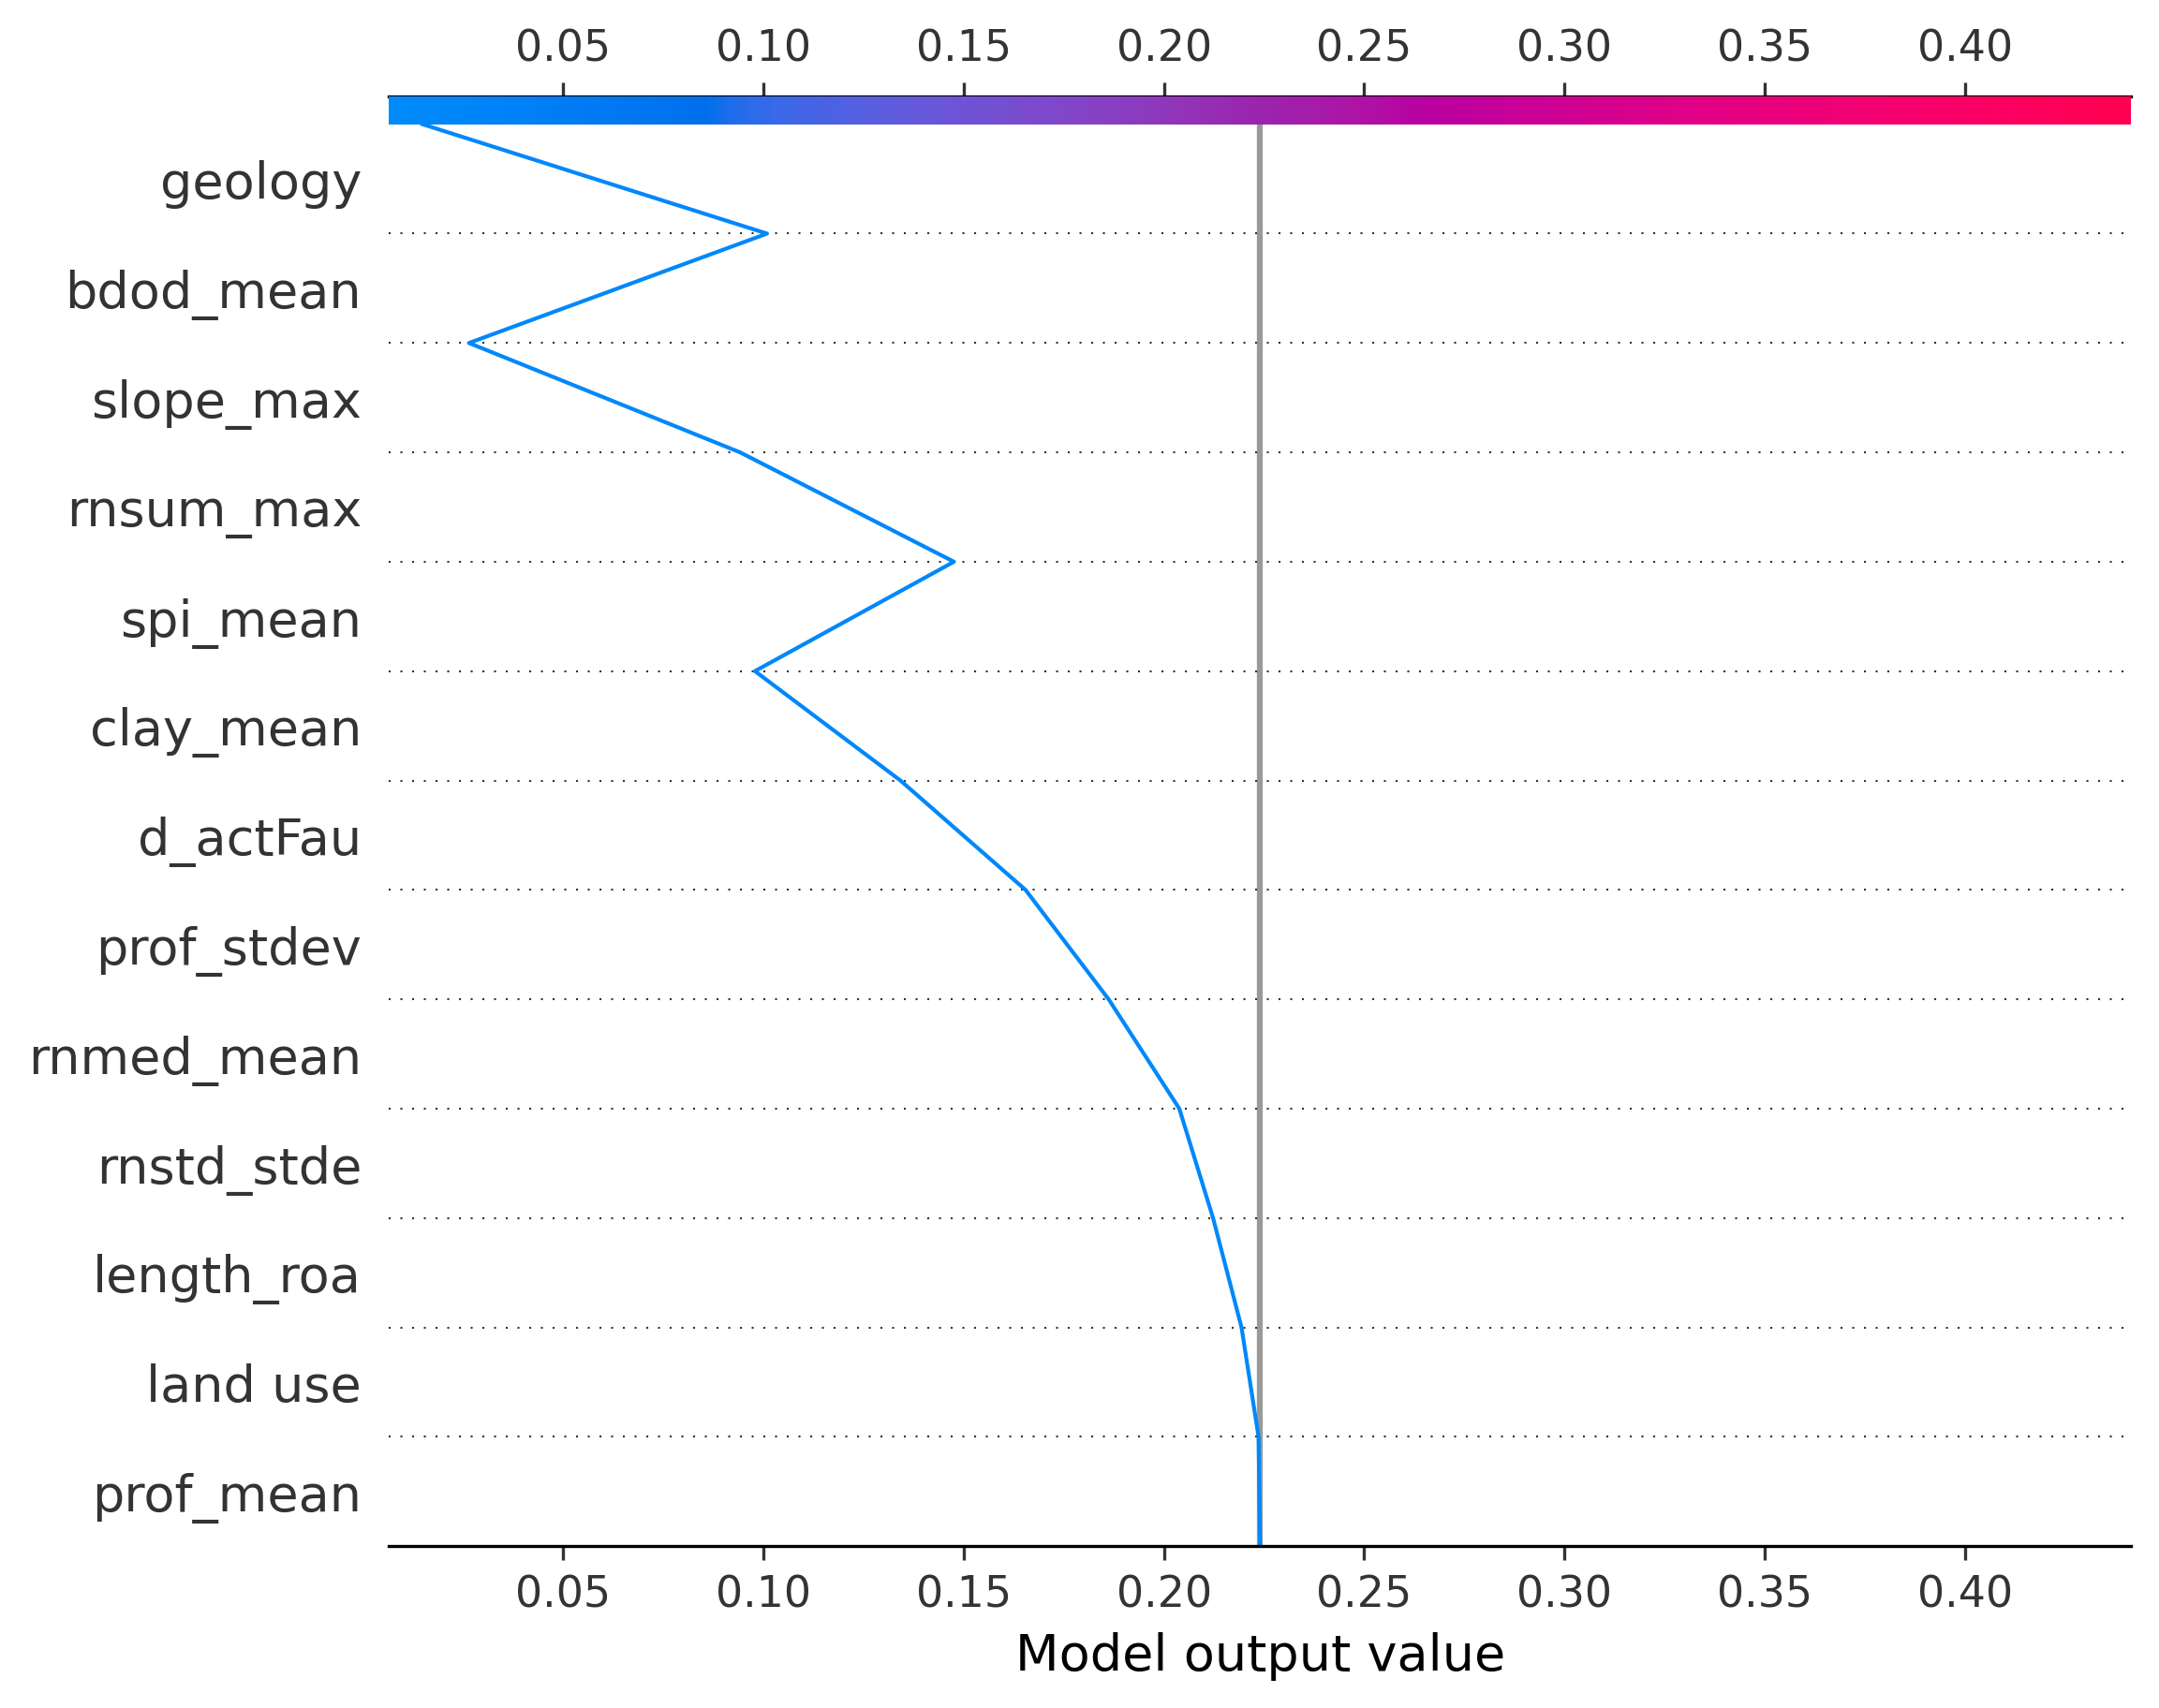 0.05 0.10 0.15 0.20 0.25 0.30 0.35 0.40
geology
bdod_mean
slope_max
rnsum_max
spi_mean
clay_mean
d_actFau
prof_stdev
rnmed_mean
rnstd_stde
length_roa
land use
prof_mean
0.05 0.10 0.15 0.20 0.25 0.30 0.35 0.40
Model output value